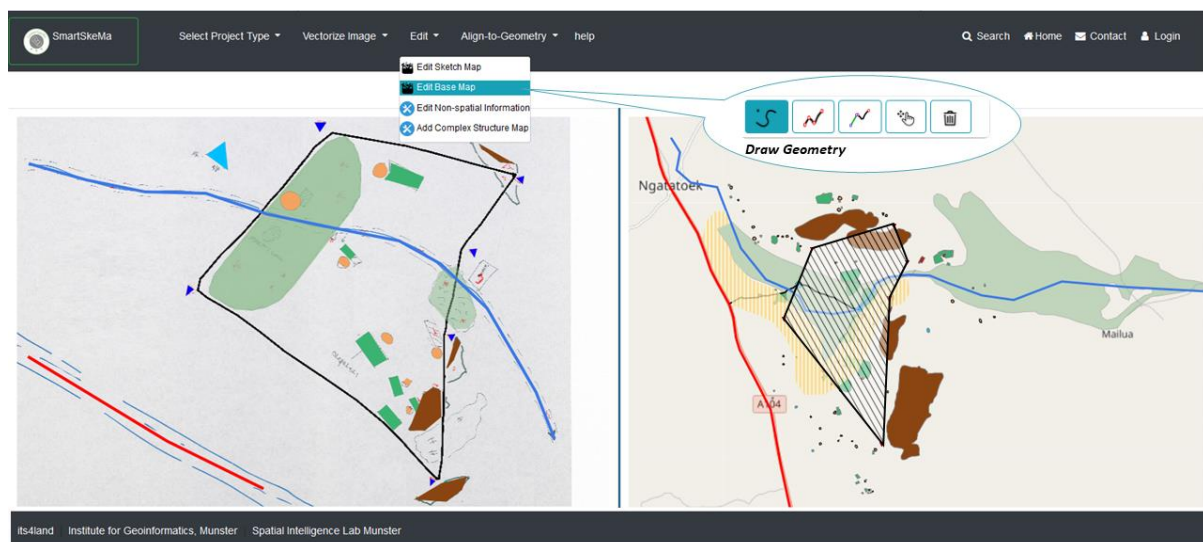 SmartSkeMa
Select Project Type
Vectorize Image
Edit
Align-to-Geometry
help
Search
Home
Contact
Login
Edit Sketch Map
Edit Base Map
Edit Non-spatial Information
Add Complex Structure Map
Draw Geometry
Ngatatoek
Mailua
A104
its4land
Institute for Geoinformatics, Munster
Spatial Intelligence Lab Munster